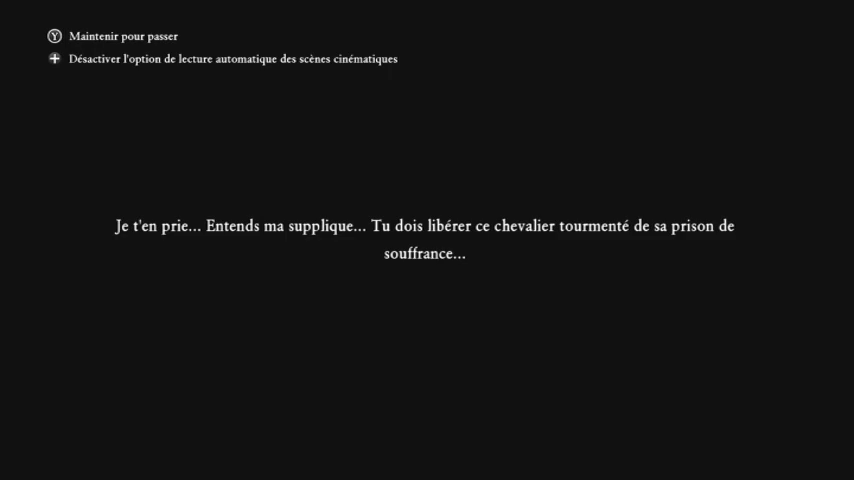 Y Maintenir pour passer
Désactiver l'option de lecture automatique des scènes cinématiques
Je t'en prie... Entends ma supplique... Tu dois libérer ce chevalier tourmenté de sa prison de
souffrance...